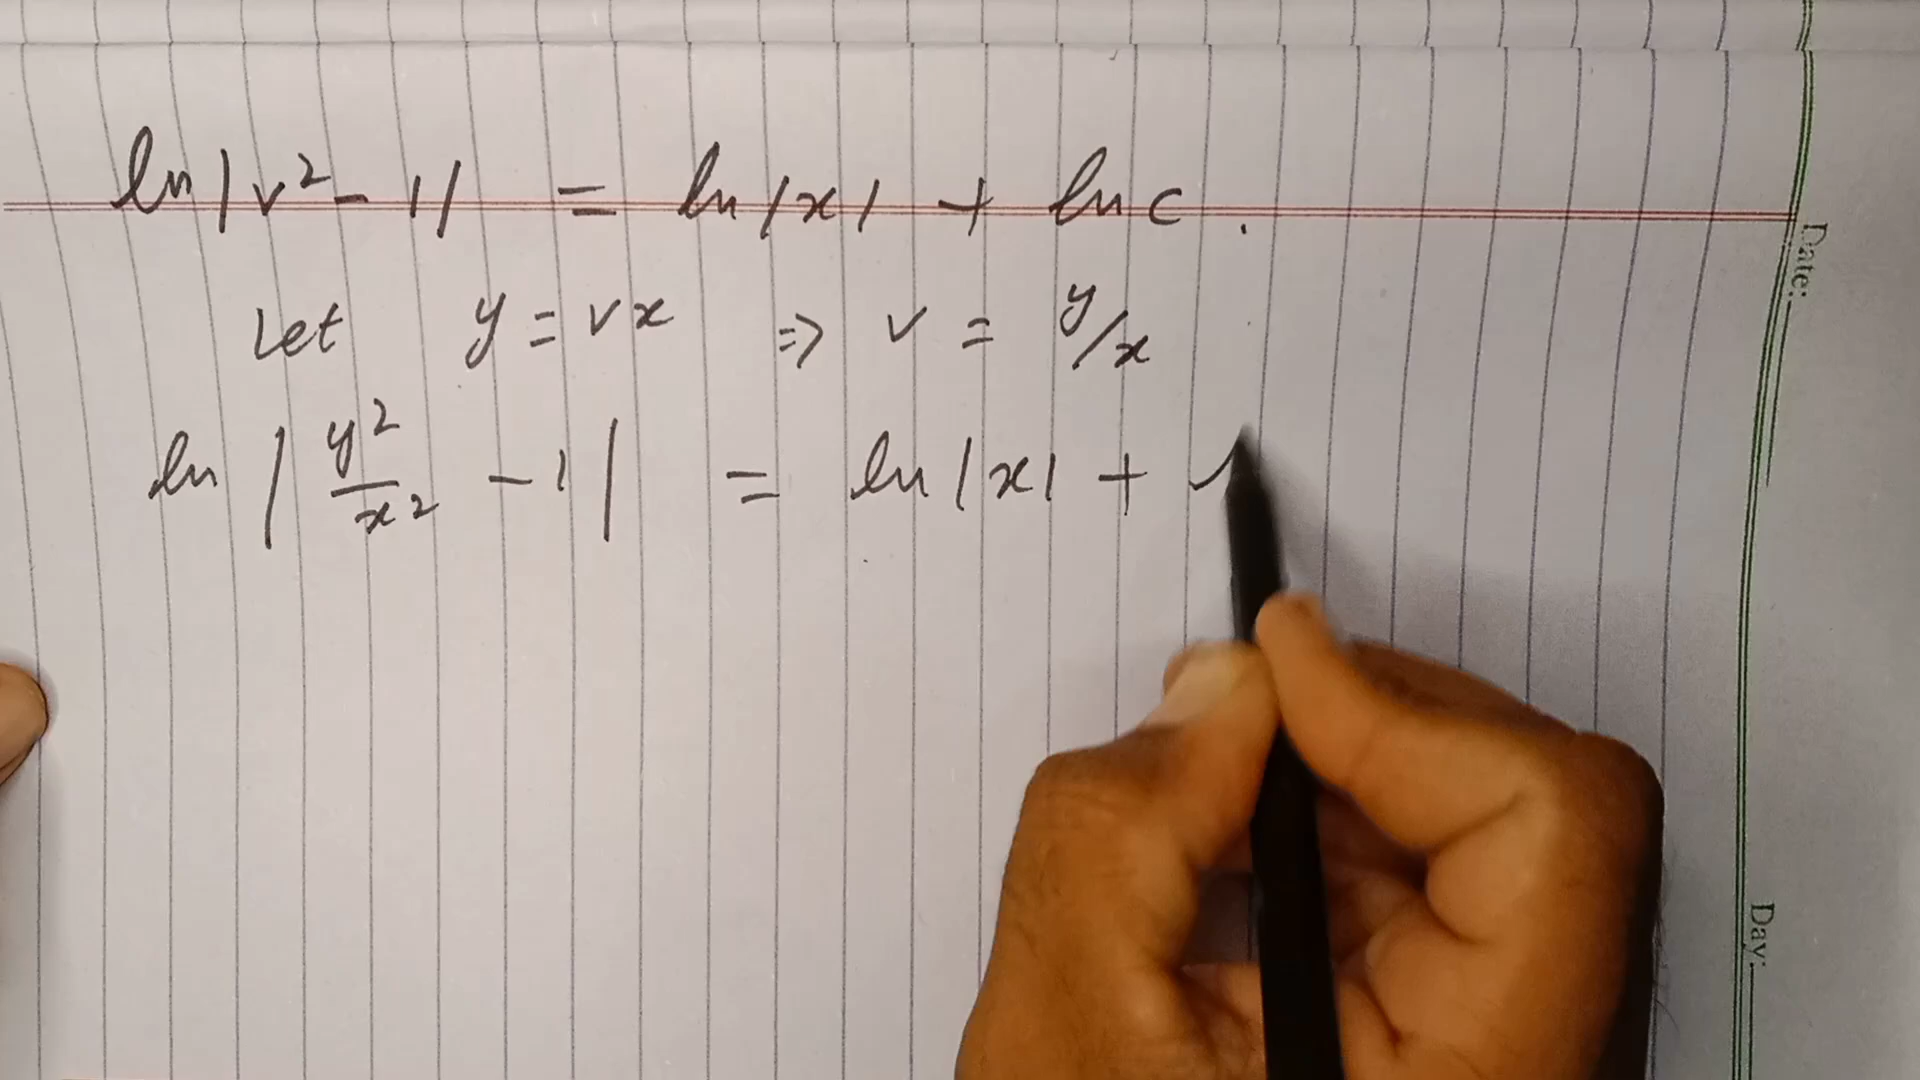 ln|v² - 1| = ln|x| + ln c .
Let y = vx ⇒ v = y/x
ln | y²/x² - 1 | = ln|x| +
Date:
Day: